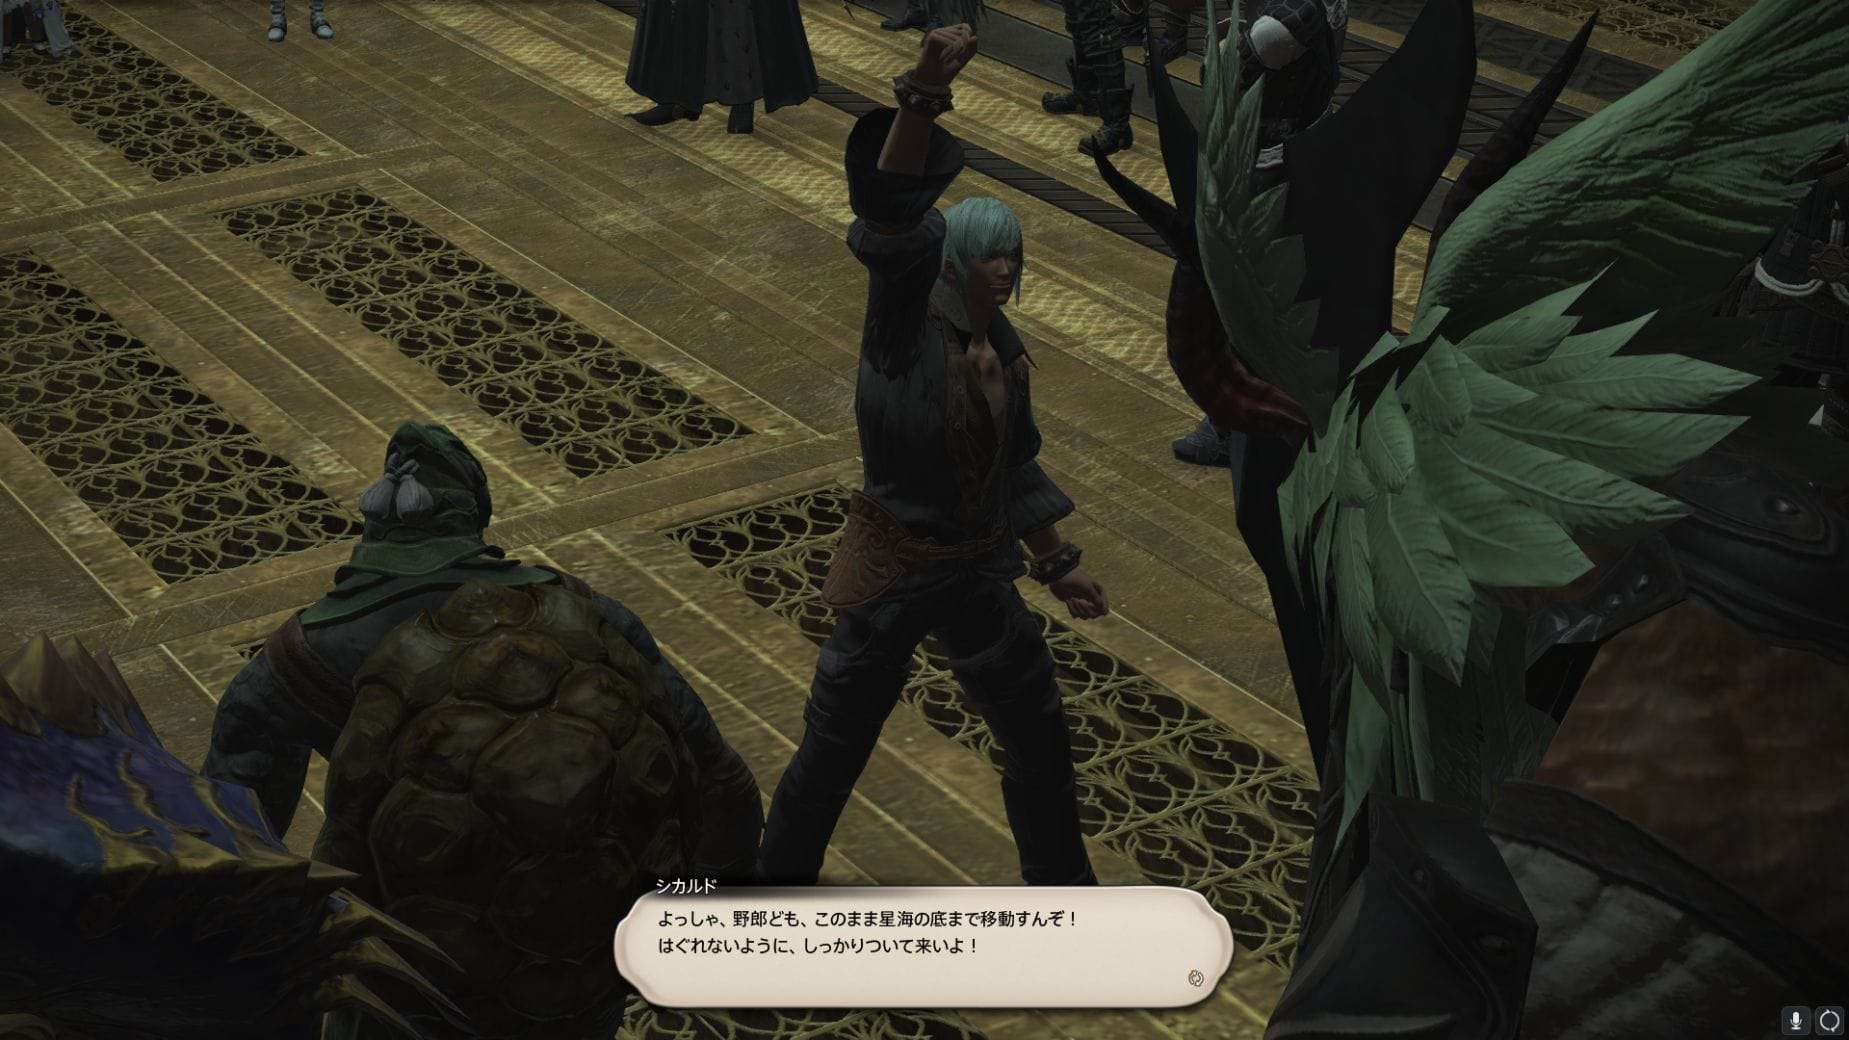 シカルド
よっしゃ、野郎ども、このまま星海の底まで移動すんぞ！
はぐれないように、しっかりついて来いよ！